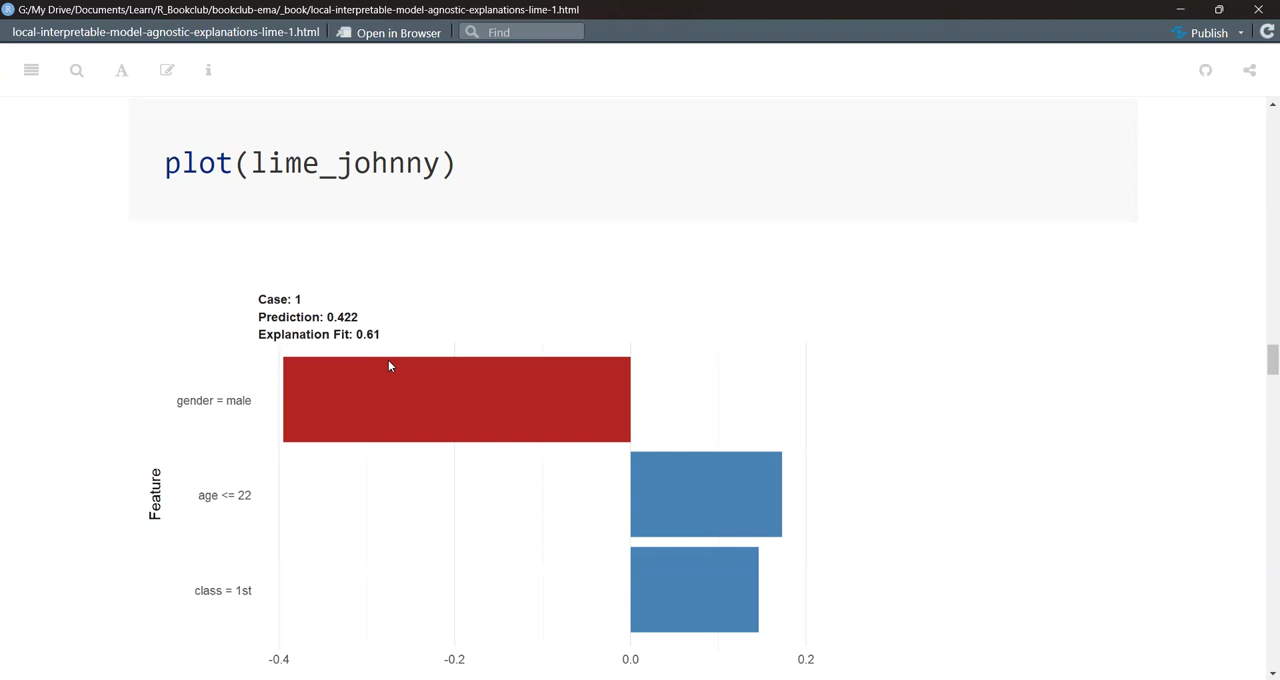 G:/My Drive/Documents/Learn/R_Bookclub/bookclub-ema/_book/local-interpretable-model-agnostic-explanations-lime-1.html
local-interpretable-model-agnostic-explanations-lime-1.html Open in Browser Find Publish
plot(lime_johnny)
Case: 1
Prediction: 0.422
Explanation Fit: 0.61
gender = male
Feature
age <= 22
class = 1st
-0.4 -0.2 0.0 0.2